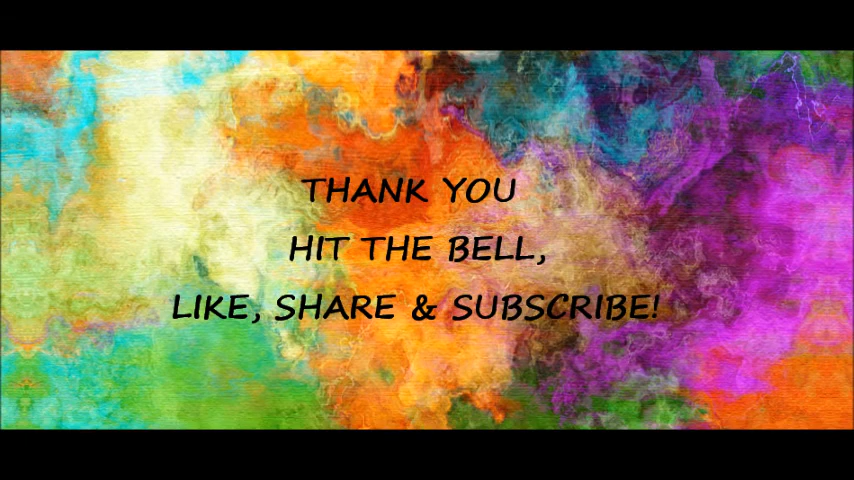 THANK YOU
HIT THE BELL,
LIKE, SHARE & SUBSCRIBE!